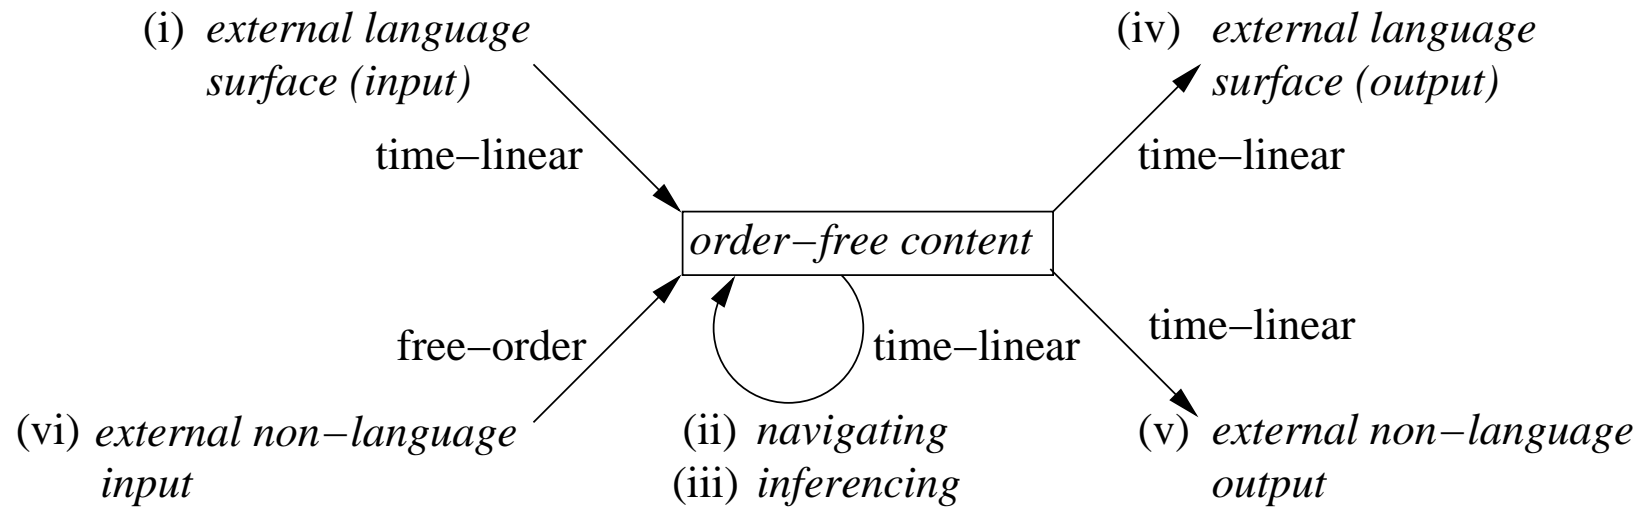 (i) external language
surface (input)
(iv) external language
surface (output)
time−linear
time−linear
order−free content
free−order
time−linear
time−linear
(vi) external non−language
input
(ii) navigating
(iii) inferencing
(v) external non−language
output